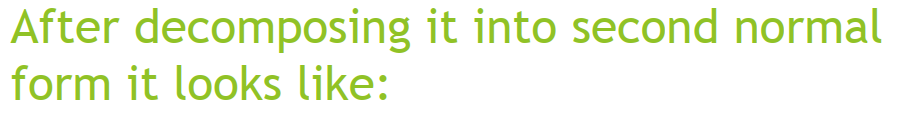 After decomposing it into second normal
form it looks like: